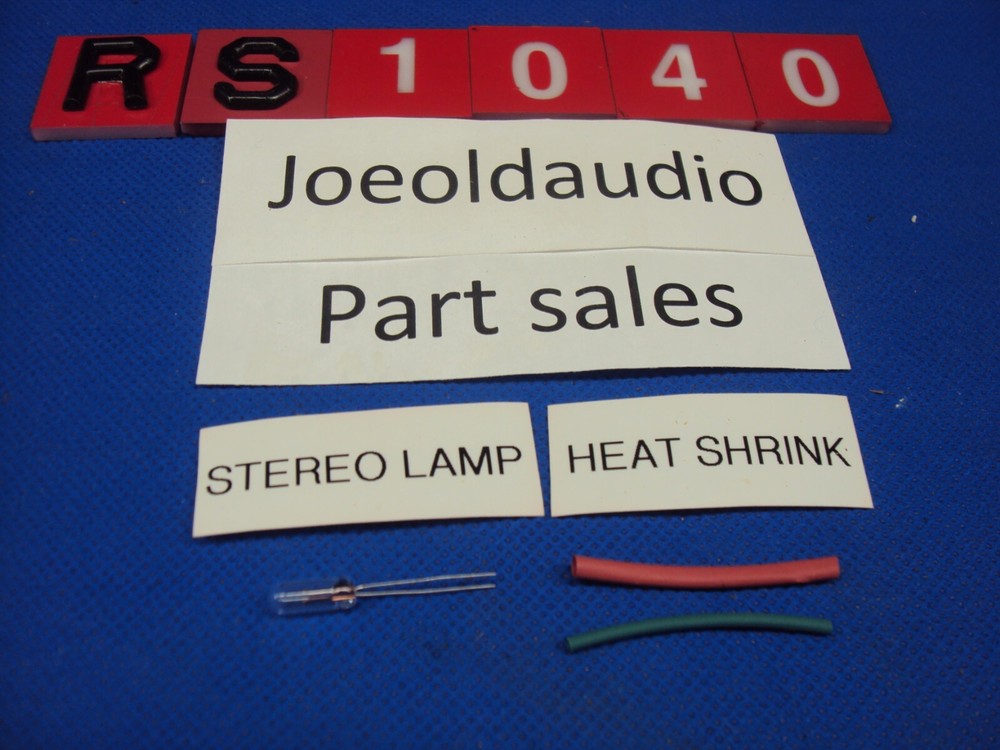 RS1040
Joeoldaudio
Part sales
STEREO LAMP
HEAT SHRINK